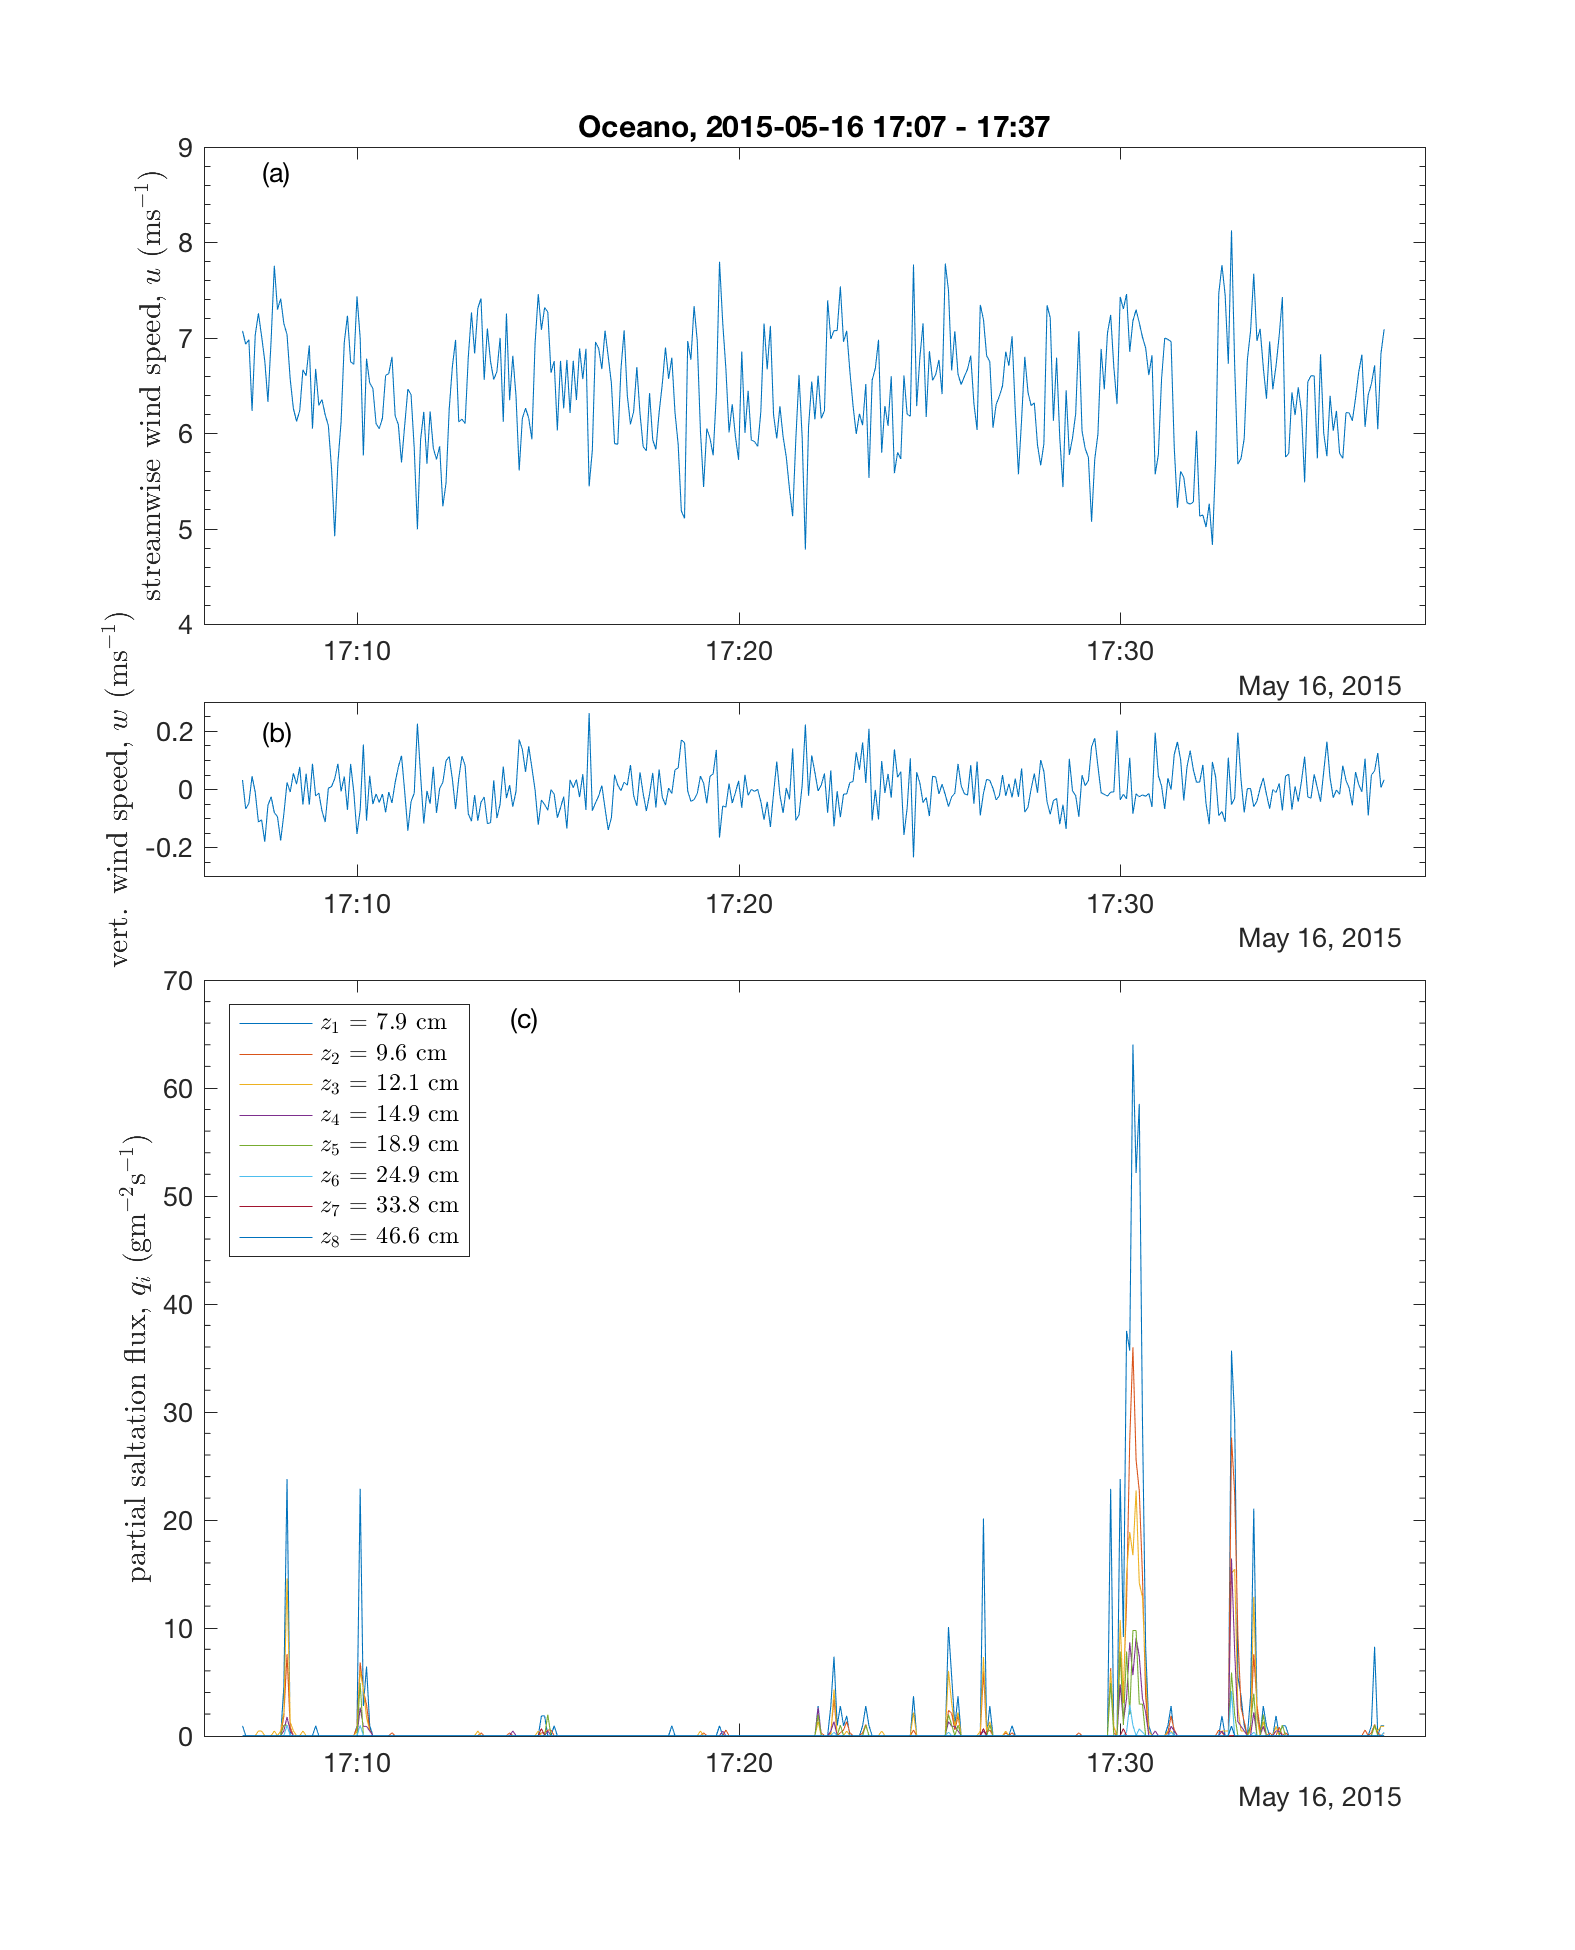 Oceano, 2015-05-16 17:07 - 17:37
(a)
streamwise wind speed, u (ms⁻¹)
9
8
7
6
5
4
17:10 17:20 17:30
May 16, 2015
(b)
vert. wind speed, w (ms⁻¹)
0.2
0
-0.2
17:10 17:20 17:30
May 16, 2015
(c)
partial saltation flux, qᵢ (gm⁻²s⁻¹)
70
60
50
40
30
20
10
0
z₁ = 7.9 cm
z₂ = 9.6 cm
z₃ = 12.1 cm
z₄ = 14.9 cm
z₅ = 18.9 cm
z₆ = 24.9 cm
z₇ = 33.8 cm
z₈ = 46.6 cm
17:10 17:20 17:30
May 16, 2015